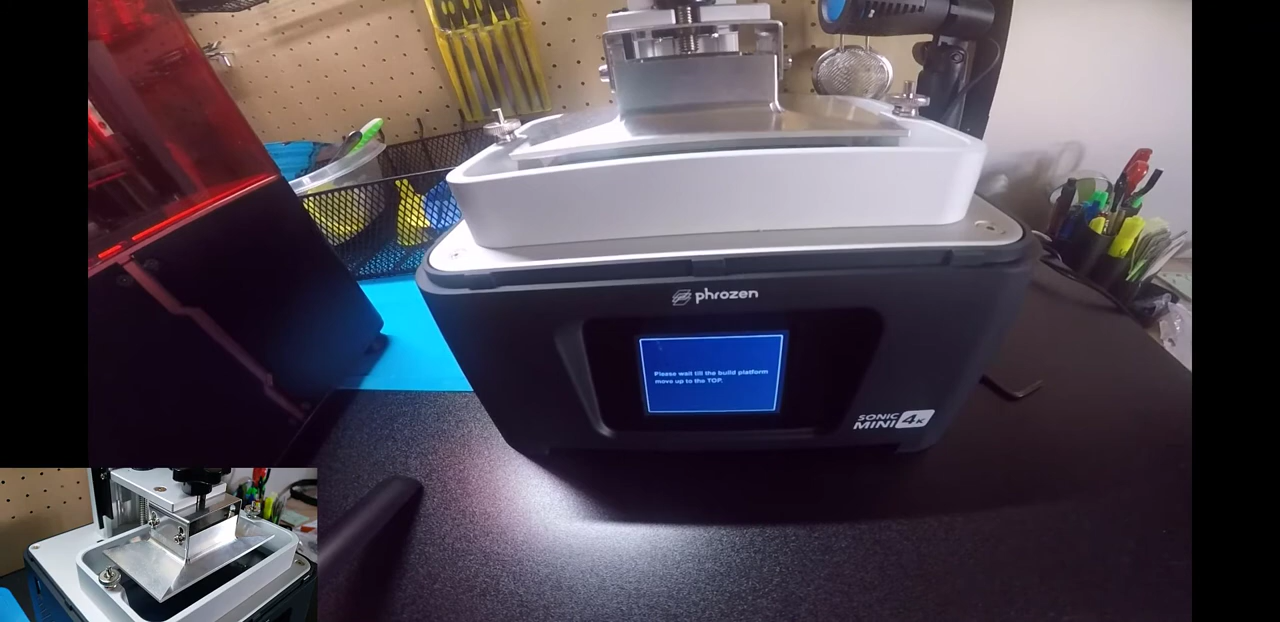 phrozen
Please wait till the build platform
move up to the TOP.
SONIC
MINI 4K